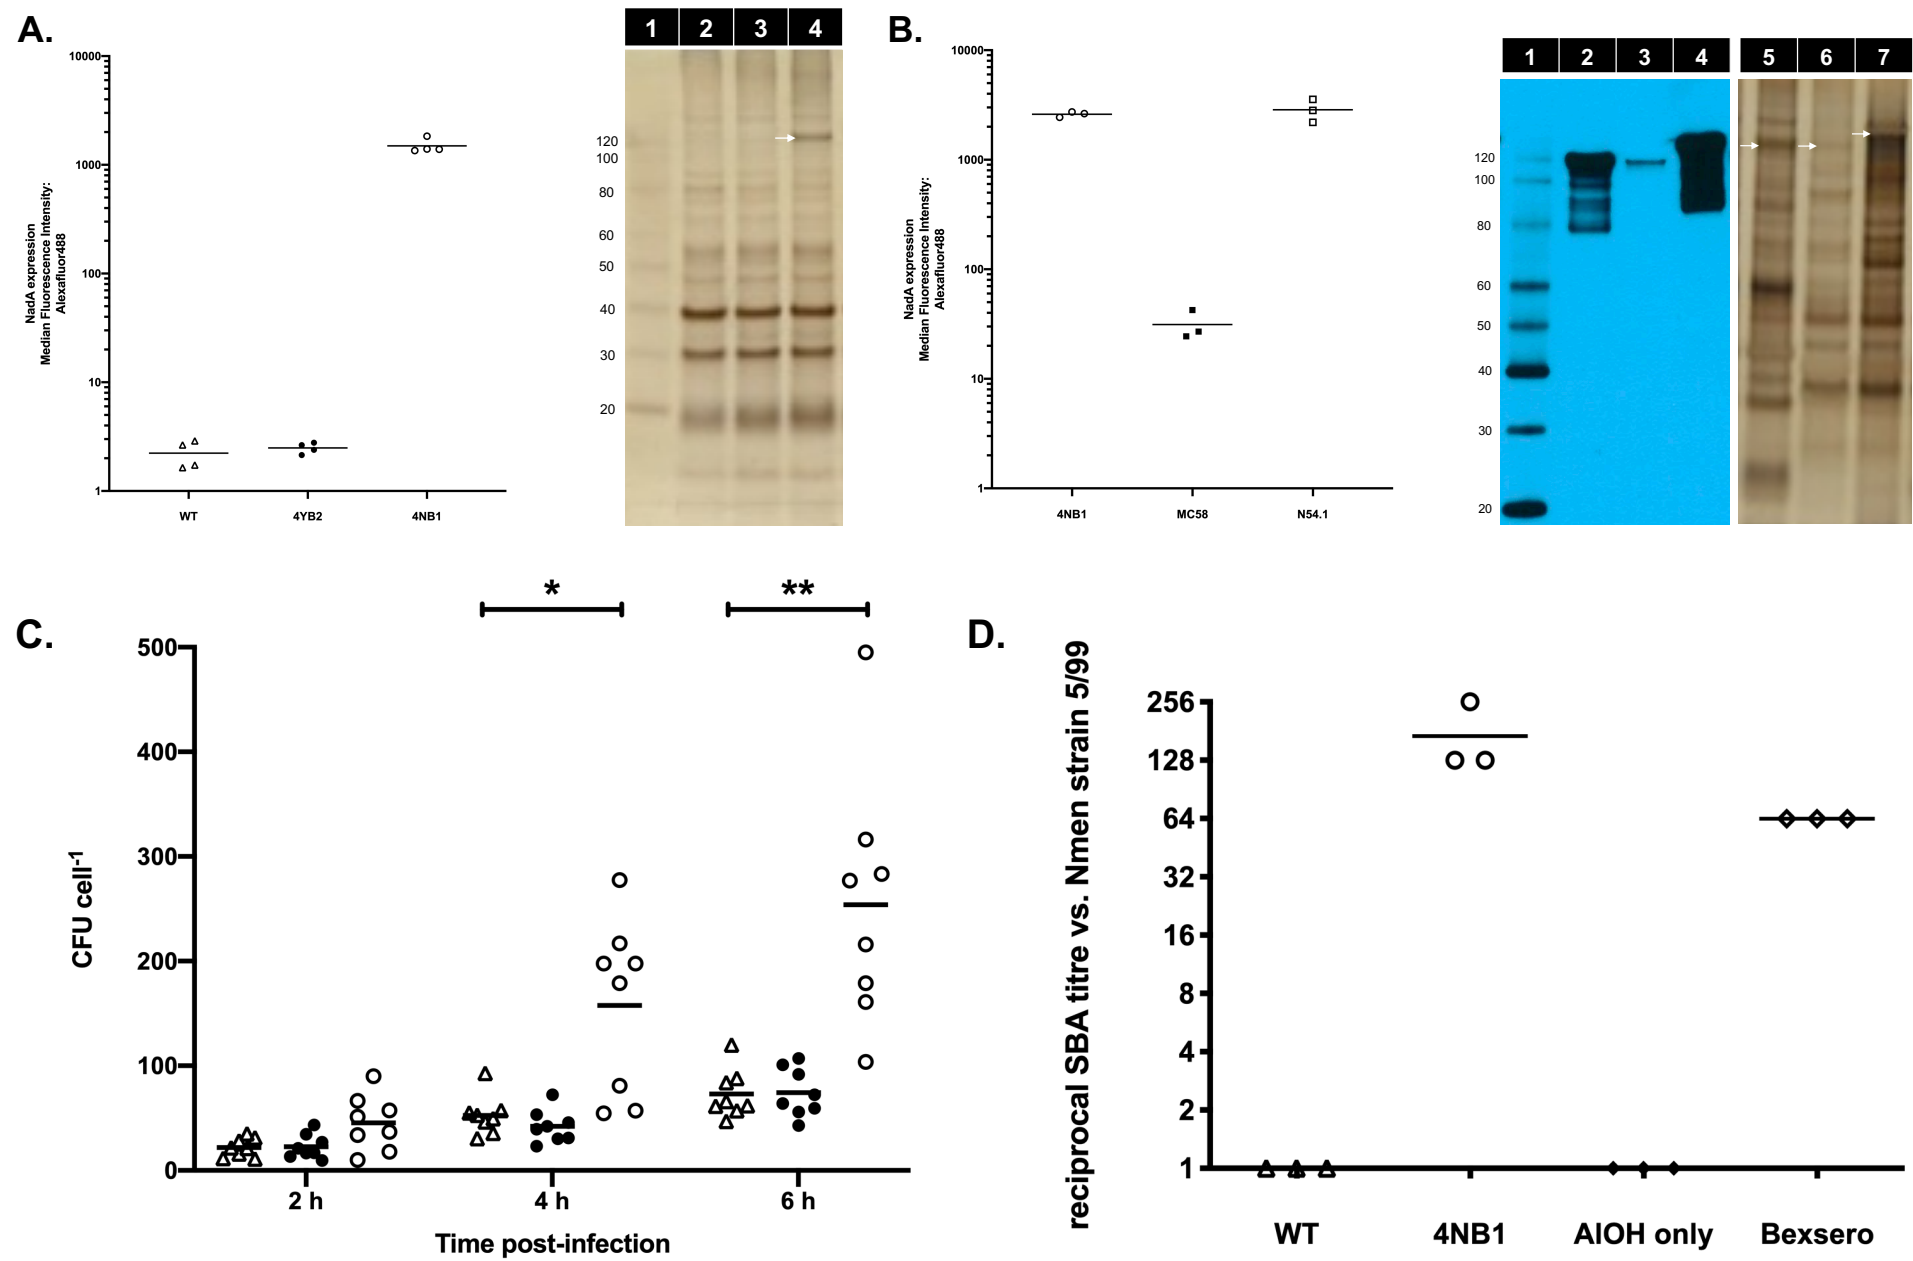 A.
10000
1000
100
10
1
NadA expression
Median Fluorescence Intensity:
Alexafluor488
WT 4YB2 4NB1
1 2 3 4
120
100
80
60
50
40
30
20
B.
10000
1000
100
10
1
NadA expression
Median Fluorescence Intensity:
Alexafluor488
4NB1 MC58 N54.1
1 2 3 4 5 6 7
120
100
80
60
50
40
30
20
C.
* **
500
400
300
200
100
0
CFU cell-1
2 h 4 h 6 h
Time post-infection
D.
reciprocal SBA titre vs. Nmen strain 5/99
256
128
64
32
16
8
4
2
1
WT 4NB1 AlOH only Bexsero